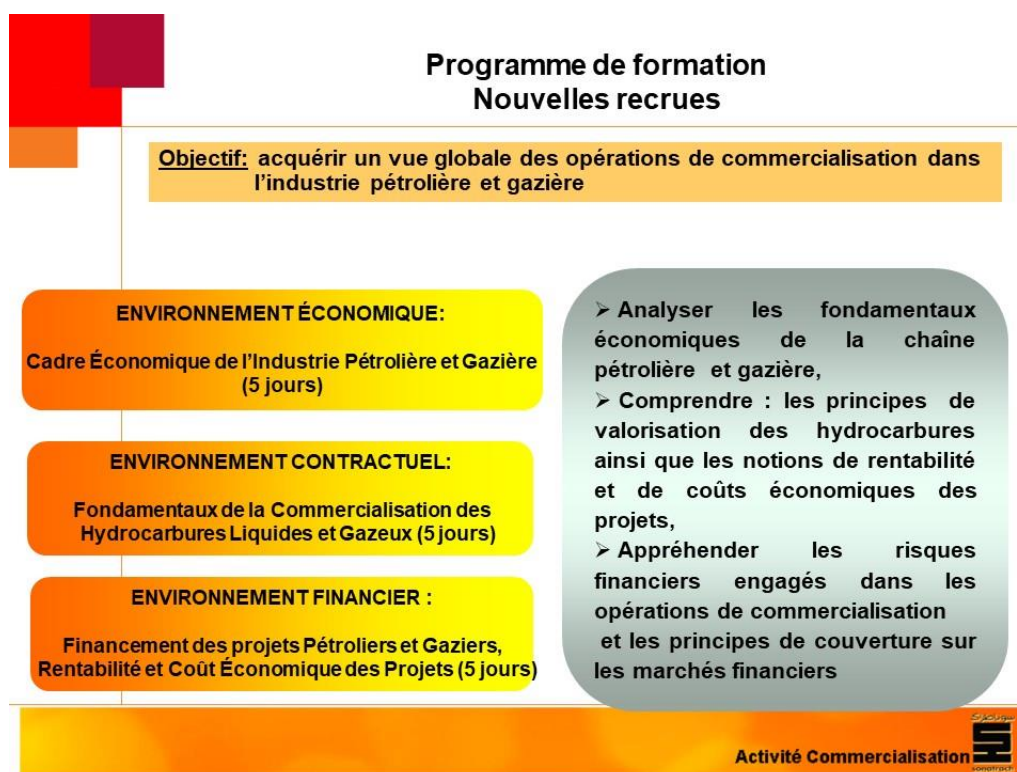 Programme de formation
Nouvelles recrues
Objectif: acquérir un vue globale des opérations de commercialisation dans
l'industrie pétrolière et gazière
ENVIRONNEMENT ÉCONOMIQUE:
Cadre Économique de l'Industrie Pétrolière et Gazière
(5 jours)
ENVIRONNEMENT CONTRACTUEL:
Fondamentaux de la Commercialisation des
Hydrocarbures Liquides et Gazeux (5 jours)
ENVIRONNEMENT FINANCIER :
Financement des projets Pétroliers et Gaziers,
Rentabilité et Coût Économique des Projets (5 jours)
➢ Analyser les fondamentaux
économiques de la chaîne
pétrolière et gazière,
➢ Comprendre : les principes de
valorisation des hydrocarbures
ainsi que les notions de rentabilité
et de coûts économiques des
projets,
➢ Appréhender les risques
financiers engagés dans les
opérations de commercialisation
et les principes de couverture sur
les marchés financiers
Activité Commercialisation
سوناطراك
sonatrach